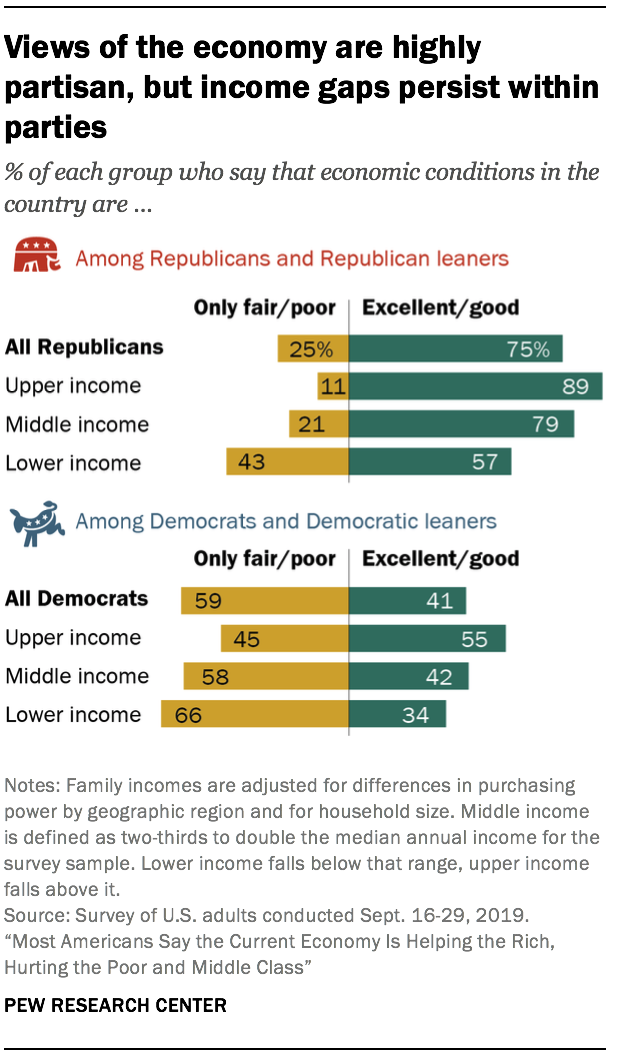 Views of the economy are highly
partisan, but income gaps persist within
parties
% of each group who say that economic conditions in the
country are ...
Among Republicans and Republican leaners
Only fair/poor Excellent/good
All Republicans 25% 75%
Upper income 11 89
Middle income 21 79
Lower income 43 57
Among Democrats and Democratic leaners
Only fair/poor Excellent/good
All Democrats 59 41
Upper income 45 55
Middle income 58 42
Lower income 66 34
Notes: Family incomes are adjusted for differences in purchasing
power by geographic region and for household size. Middle income
is defined as two-thirds to double the median annual income for the
survey sample. Lower income falls below that range, upper income
falls above it.
Source: Survey of U.S. adults conducted Sept. 16-29, 2019.
“Most Americans Say the Current Economy Is Helping the Rich,
Hurting the Poor and Middle Class”
PEW RESEARCH CENTER